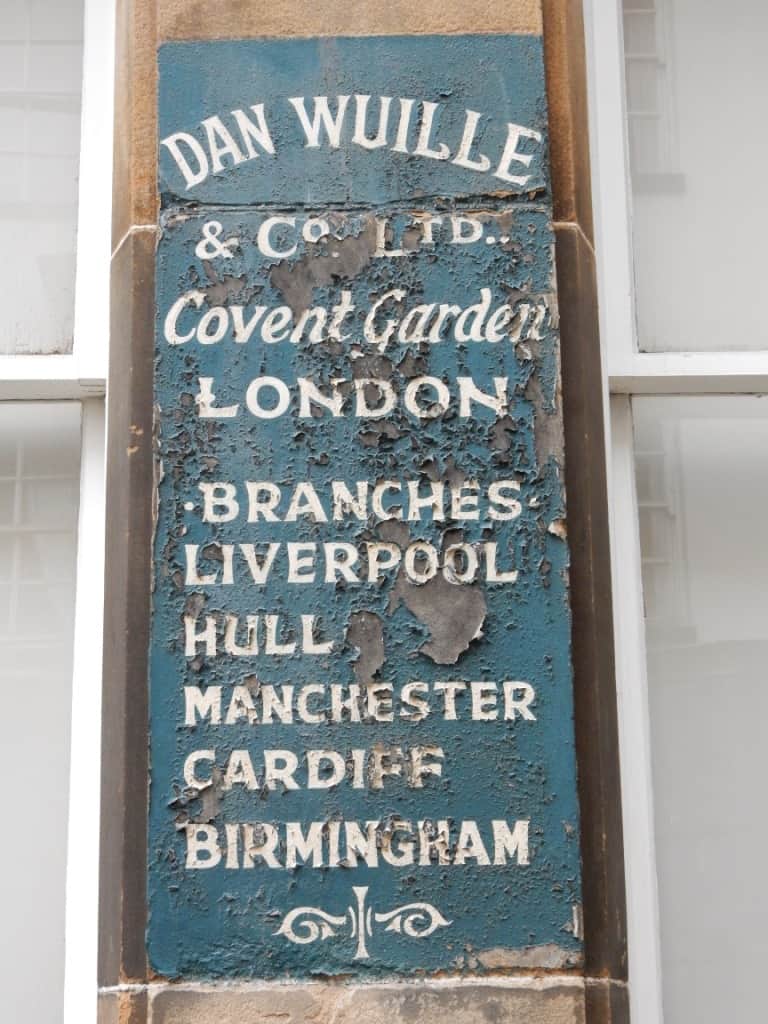 DAN WUILLE
& Co. LTD..
Covent Garden
LONDON
·BRANCHES·
LIVERPOOL
HULL
MANCHESTER
CARDIFF
BIRMINGHAM